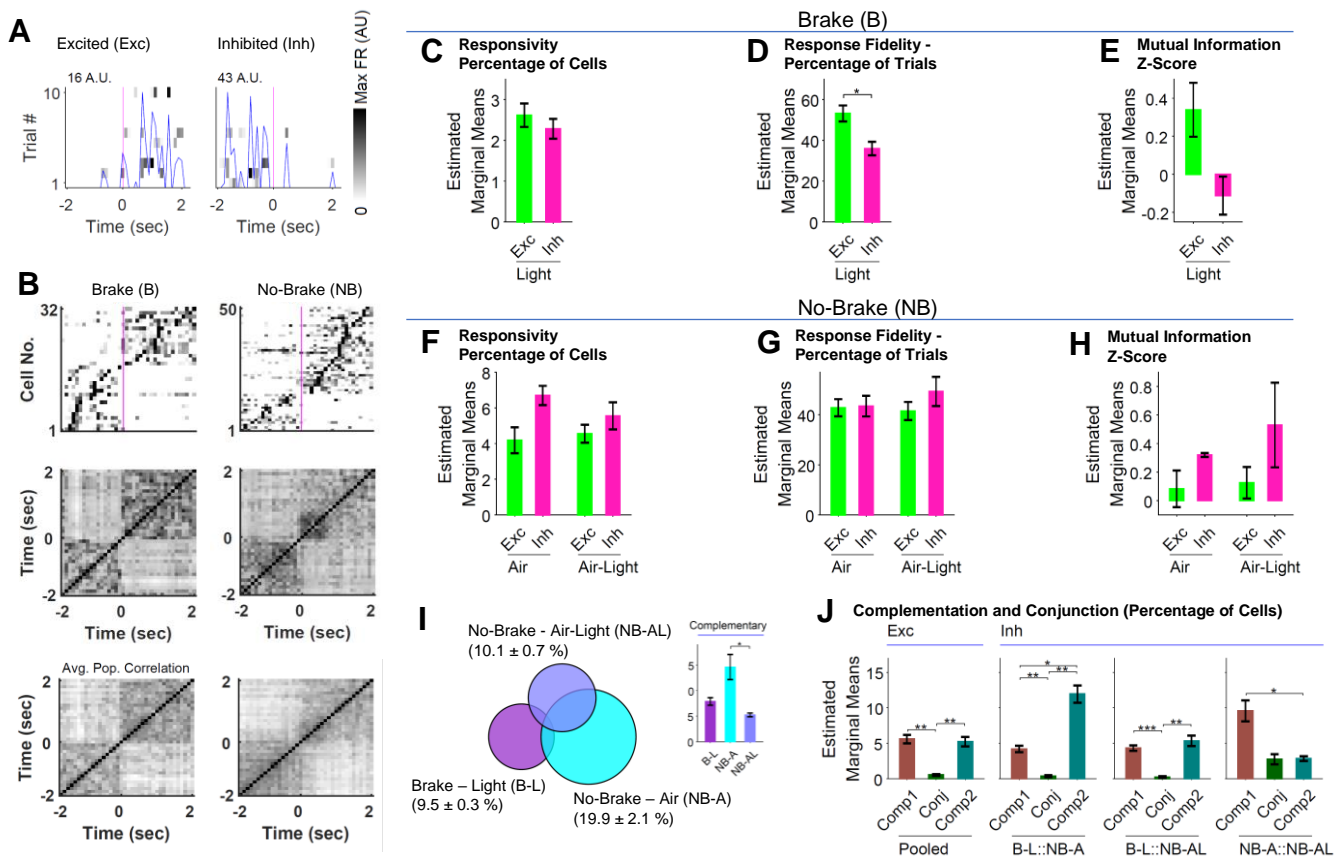 Brake (B)
A
Excited (Exc)
Inhibited (Inh)
16 A.U.
43 A.U.
10
1
Trial #
-2 0 2
Time (sec)
-2 0 2
Time (sec)
Max FR (AU)
0
C Responsivity
Percentage of Cells
Estimated
Marginal Means
3
2
1
0
Exc Inh
Light
D Response Fidelity -
Percentage of Trials
Estimated
Marginal Means
60
40
20
0
*
Exc Inh
Light
E Mutual Information
Z-Score
Estimated
Marginal Means
0.4
0.2
0
-0.2
Exc Inh
Light
B
Brake (B)
No-Brake (NB)
32
1
Cell No.
50
1
2
0
-2
Time (sec)
-2 0 2
Time (sec)
2
0
-2
-2 0 2
Time (sec)
Avg. Pop. Correlation
2
0
-2
Time (sec)
-2 0 2
Time (sec)
2
0
-2
-2 0 2
Time (sec)
No-Brake (NB)
F Responsivity
Percentage of Cells
Estimated
Marginal Means
8
6
4
2
0
Exc Inh Exc Inh
Air Air-Light
G Response Fidelity -
Percentage of Trials
Estimated
Marginal Means
40
20
0
Exc Inh Exc Inh
Air Air-Light
H Mutual Information
Z-Score
Estimated
Marginal Means
0.8
0.6
0.4
0.2
0
Exc Inh Exc Inh
Air Air-Light
I
No-Brake - Air-Light (NB-AL)
(10.1 ± 0.7 %)
Brake – Light (B-L)
(9.5 ± 0.3 %)
No-Brake – Air (NB-A)
(19.9 ± 2.1 %)
Complementary
*
5
0
5
0
B-L NB-A NB-AL
J Complementation and Conjunction (Percentage of Cells)
Exc
Inh
Estimated
Marginal Means
15
10
5
0
** **
* ** **
*** **
*
Comp1 Conj Comp2 Comp1 Conj Comp2 Comp1 Conj Comp2 Comp1 Conj Comp2
Pooled B-L::NB-A B-L::NB-AL NB-A::NB-AL